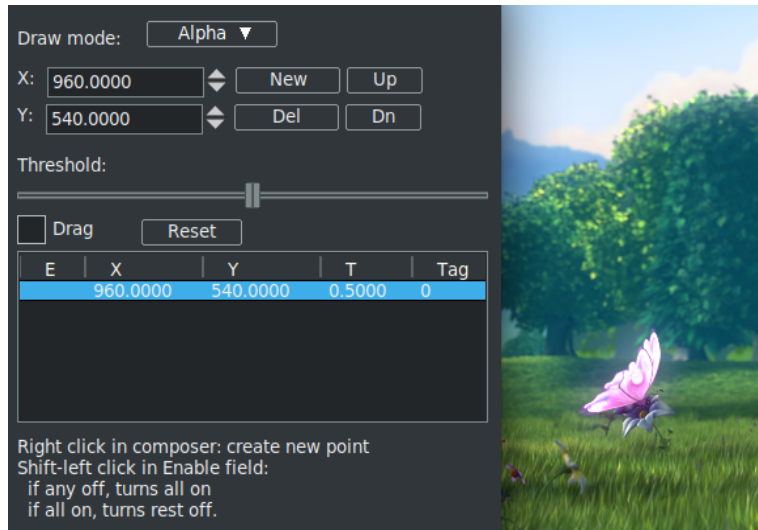 Draw mode: Alpha ▼
X: 960.0000 New Up
Y: 540.0000 Del Dn
Threshold:
Drag Reset
E X Y T Tag
960.0000 540.0000 0.5000 0
Right click in composer: create new point
Shift-left click in Enable field:
if any off, turns all on
if all on, turns rest off.